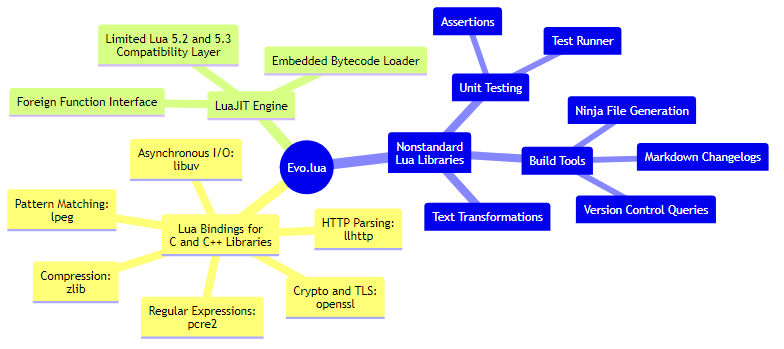 Evo.lua
LuaJIT Engine
Limited Lua 5.2 and 5.3
Compatibility Layer
Embedded Bytecode Loader
Foreign Function Interface
Lua Bindings for
C and C++ Libraries
Asynchronous I/O:
libuv
Pattern Matching:
lpeg
Compression:
zlib
Regular Expressions:
pcre2
Crypto and TLS:
openssl
HTTP Parsing:
llhttp
Nonstandard
Lua Libraries
Unit Testing
Assertions
Test Runner
Build Tools
Ninja File Generation
Markdown Changelogs
Version Control Queries
Text Transformations